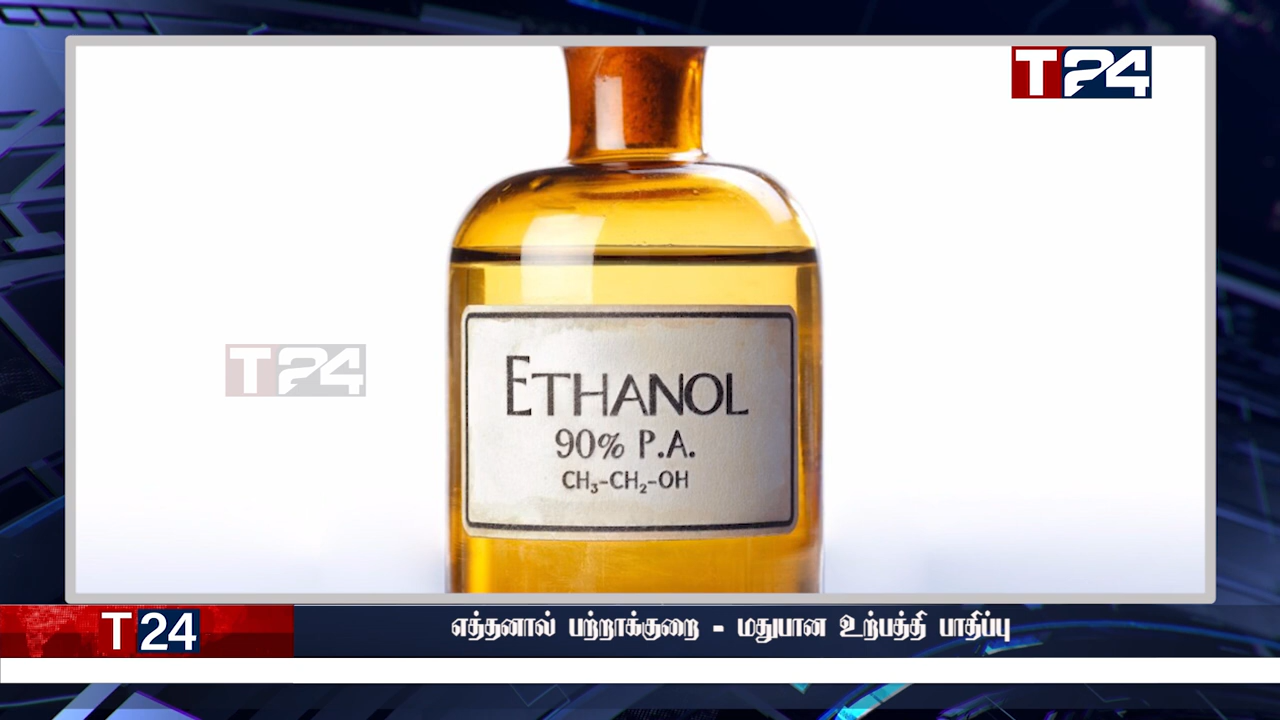 T24
ETHANOL
90% P.A.
CH₃-CH₂-OH
T24
T24
எத்தனால் பற்றாக்குறை - மதுபான உற்பத்தி பாதிப்பு